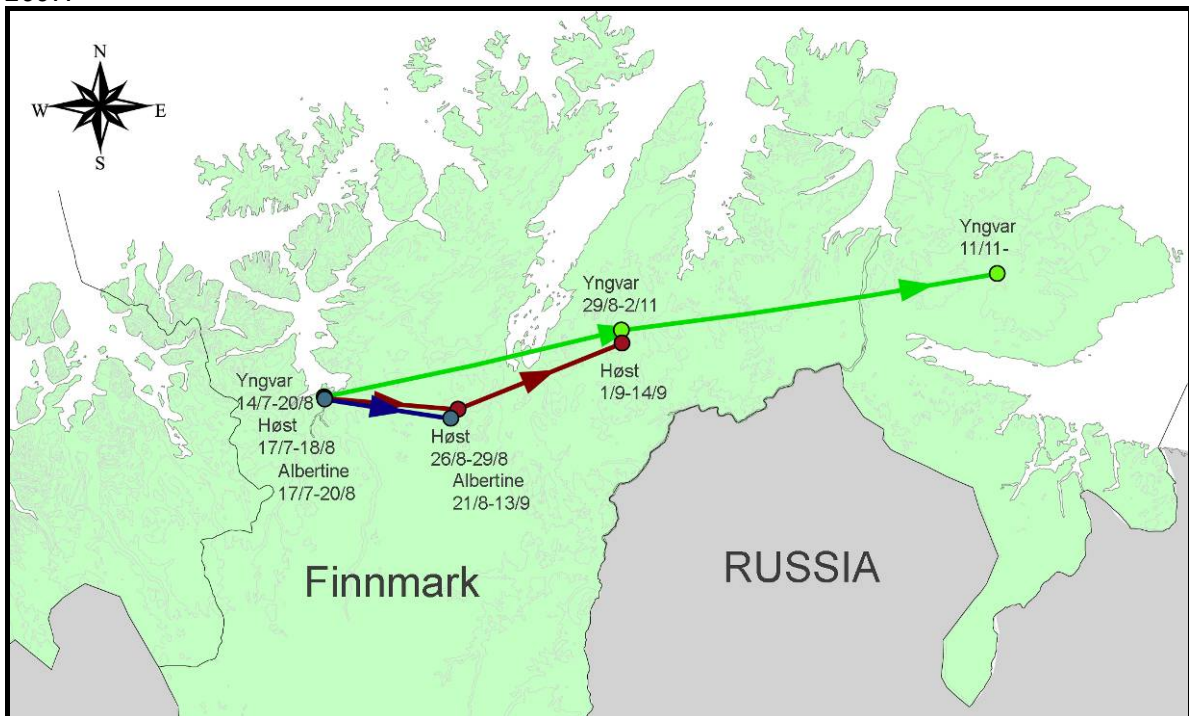 N
W E
S
Yngvar
11/11-
Yngvar
29/8-2/11
Yngvar
14/7-20/8
Høst
17/7-18/8
Albertine
17/7-20/8
Høst
1/9-14/9
Høst
26/8-29/8
Albertine
21/8-13/9
Finnmark
RUSSIA